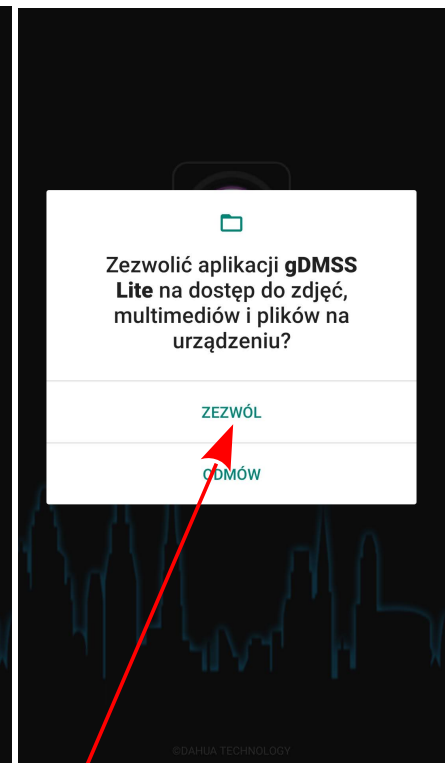 Zezwolić aplikacji gDMSS
Lite na dostęp do zdjęć,
multimediów i plików na
urządzeniu?
ZEZWÓL
ODMÓW
©DAHUA TECHNOLOGY